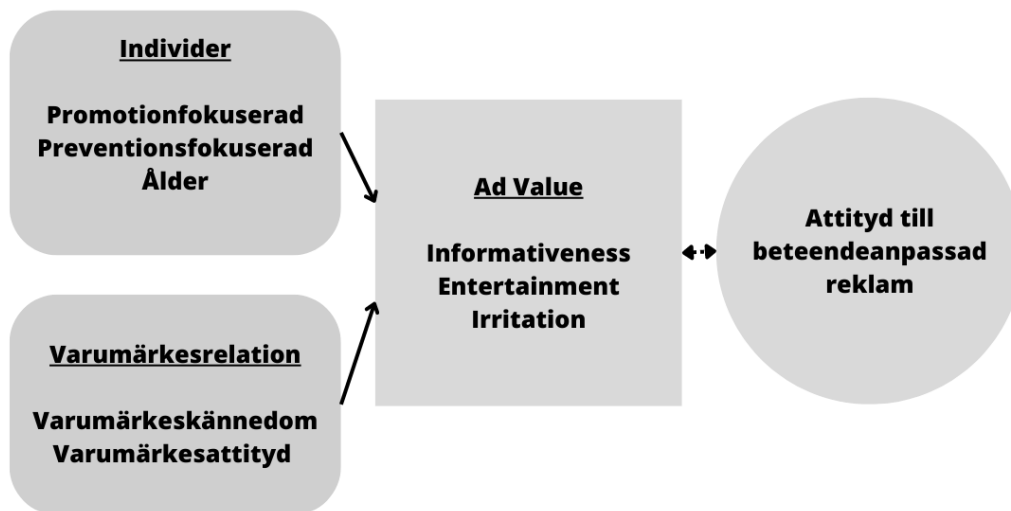 Individer
Promotionfokuserad
Preventionsfokuserad
Ålder
Varumärkesrelation
Varumärkeskännedom
Varumärkesattityd
Ad Value
Informativeness
Entertainment
Irritation
Attityd till
beteendeanpassad
reklam